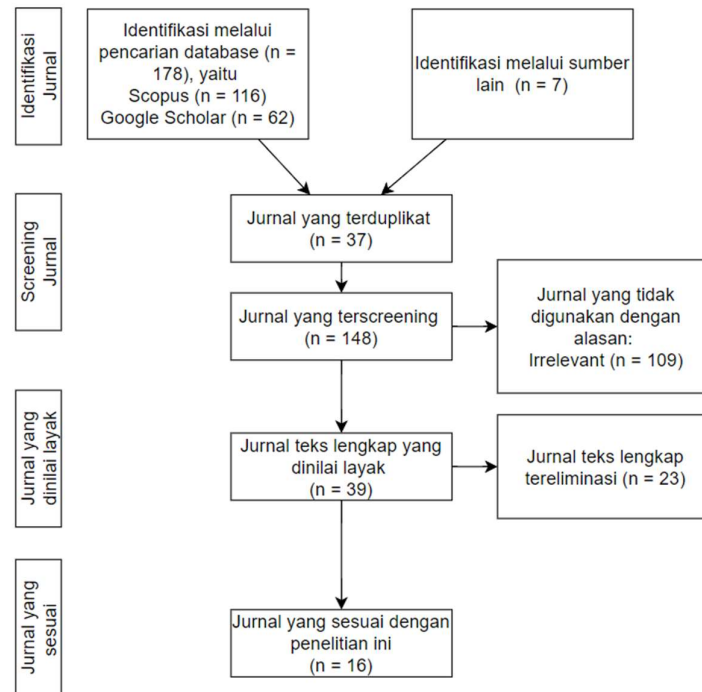 Identifikasi
Jurnal
Identifikasi melalui
pencarian database (n =
178), yaitu
Scopus (n = 116)
Google Scholar (n = 62)
Identifikasi melalui sumber
lain (n = 7)
Screening
Jurnal
Jurnal yang terduplikat
(n = 37)
Jurnal yang terscreening
(n = 148)
Jurnal yang tidak
digunakan dengan
alasan:
Irrelevant (n = 109)
Jurnal yang
dinilai layak
Jurnal teks lengkap yang
dinilai layak
(n = 39)
Jurnal teks lengkap
tereliminasi (n = 23)
Jurnal yang
sesuai
Jurnal yang sesuai dengan
penelitian ini
(n = 16)